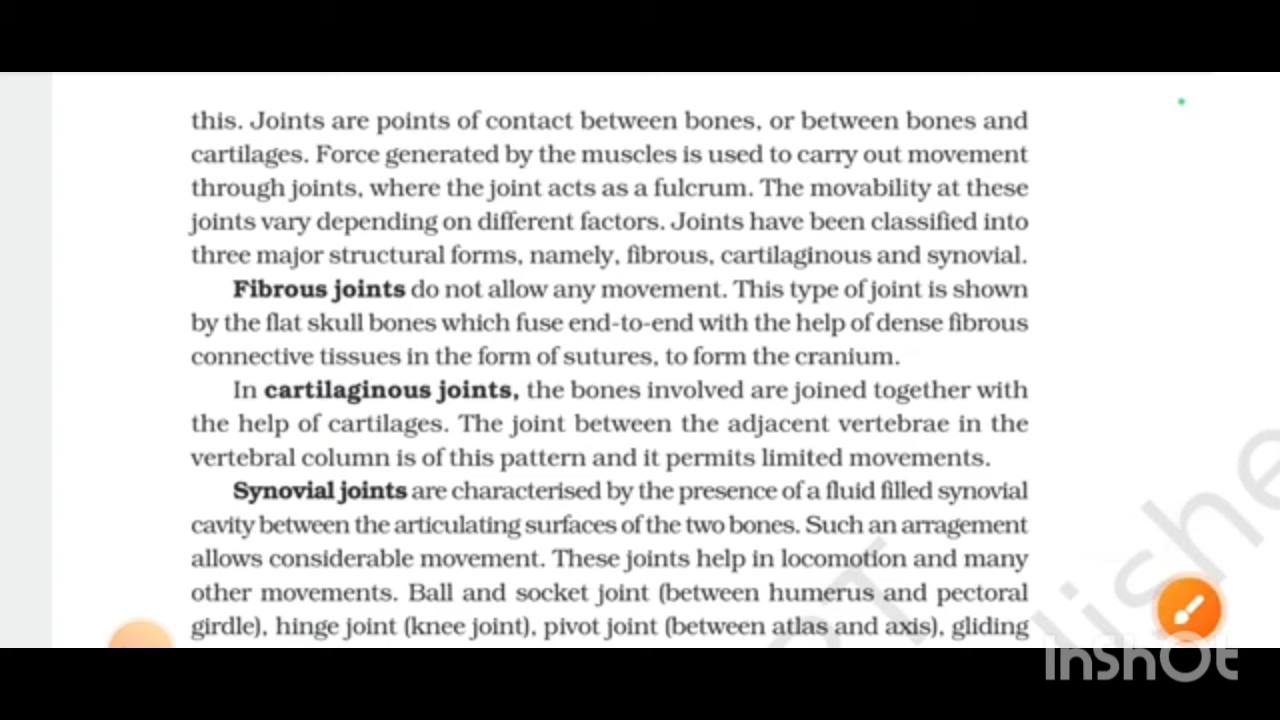 this. Joints are points of contact between bones, or between bones and
cartilages. Force generated by the muscles is used to carry out movement
through joints, where the joint acts as a fulcrum. The movability at these
joints vary depending on different factors. Joints have been classified into
three major structural forms, namely, fibrous, cartilaginous and synovial.
Fibrous joints do not allow any movement. This type of joint is shown
by the flat skull bones which fuse end-to-end with the help of dense fibrous
connective tissues in the form of sutures, to form the cranium.
In cartilaginous joints, the bones involved are joined together with
the help of cartilages. The joint between the adjacent vertebrae in the
vertebral column is of this pattern and it permits limited movements.
Synovial joints are characterised by the presence of a fluid filled synovial
cavity between the articulating surfaces of the two bones. Such an arragement
allows considerable movement. These joints help in locomotion and many
other movements. Ball and socket joint (between humerus and pectoral
girdle), hinge joint (knee joint), pivot joint (between atlas and axis), gliding
InShOt